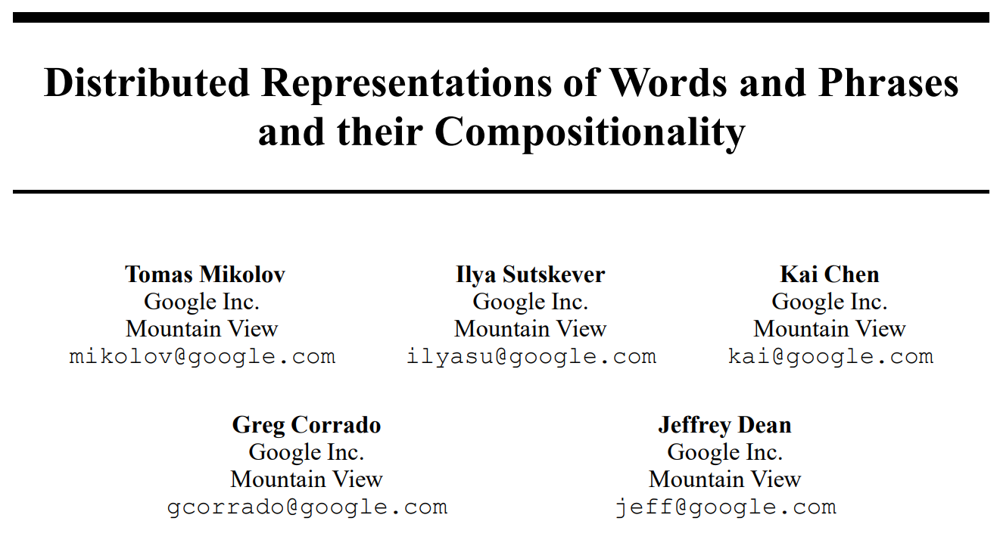 Distributed Representations of Words and Phrases
and their Compositionality
Tomas Mikolov
Google Inc.
Mountain View
mikolov@google.com
Ilya Sutskever
Google Inc.
Mountain View
ilyasu@google.com
Kai Chen
Google Inc.
Mountain View
kai@google.com
Greg Corrado
Google Inc.
Mountain View
gcorrado@google.com
Jeffrey Dean
Google Inc.
Mountain View
jeff@google.com